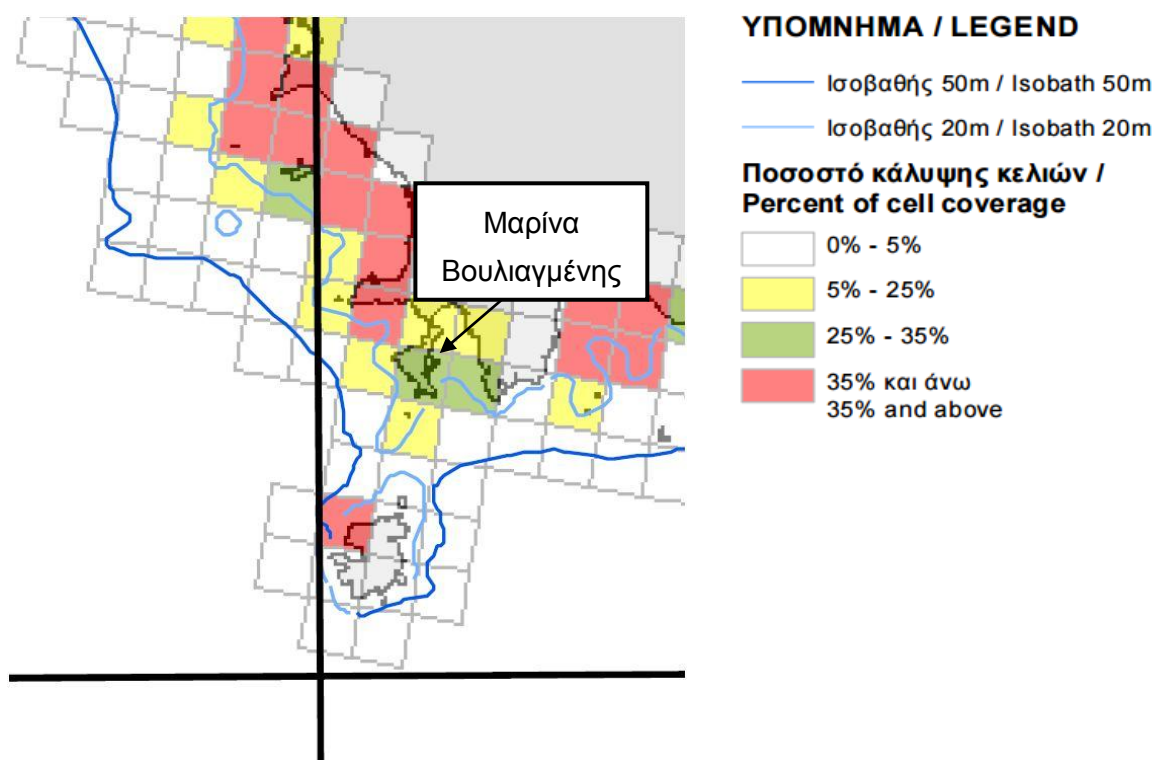 Μαρίνα
Βουλιαγμένης
ΥΠΟΜΝΗΜΑ / LEGEND
Ισοβαθής 50m / Isobath 50m
Ισοβαθής 20m / Isobath 20m
Ποσοστό κάλυψης κελιών /
Percent of cell coverage
0% - 5%
5% - 25%
25% - 35%
35% και άνω
35% and above